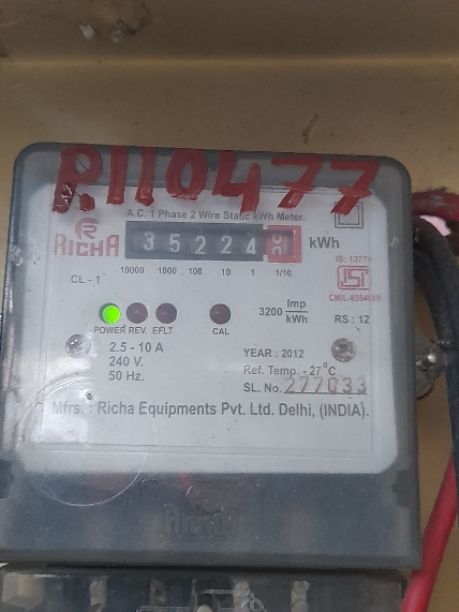 P.110477
A.C. 1 Phase 2 Wire Static kWh Meter.
RICHA
35224 kWh
10000 1000 100 10 1 1/10
CL - 1
IS: 13779
ISI
POWER REV. EFLT CAL
3200 Imp/kWh
RS : 12
2.5 - 10 A
240 V.
50 Hz.
YEAR : 2012
Ref. Temp. - 27°C
SL. No. 277033
Mfrs. : Richa Equipments Pvt. Ltd. Delhi, (INDIA).
RICHA